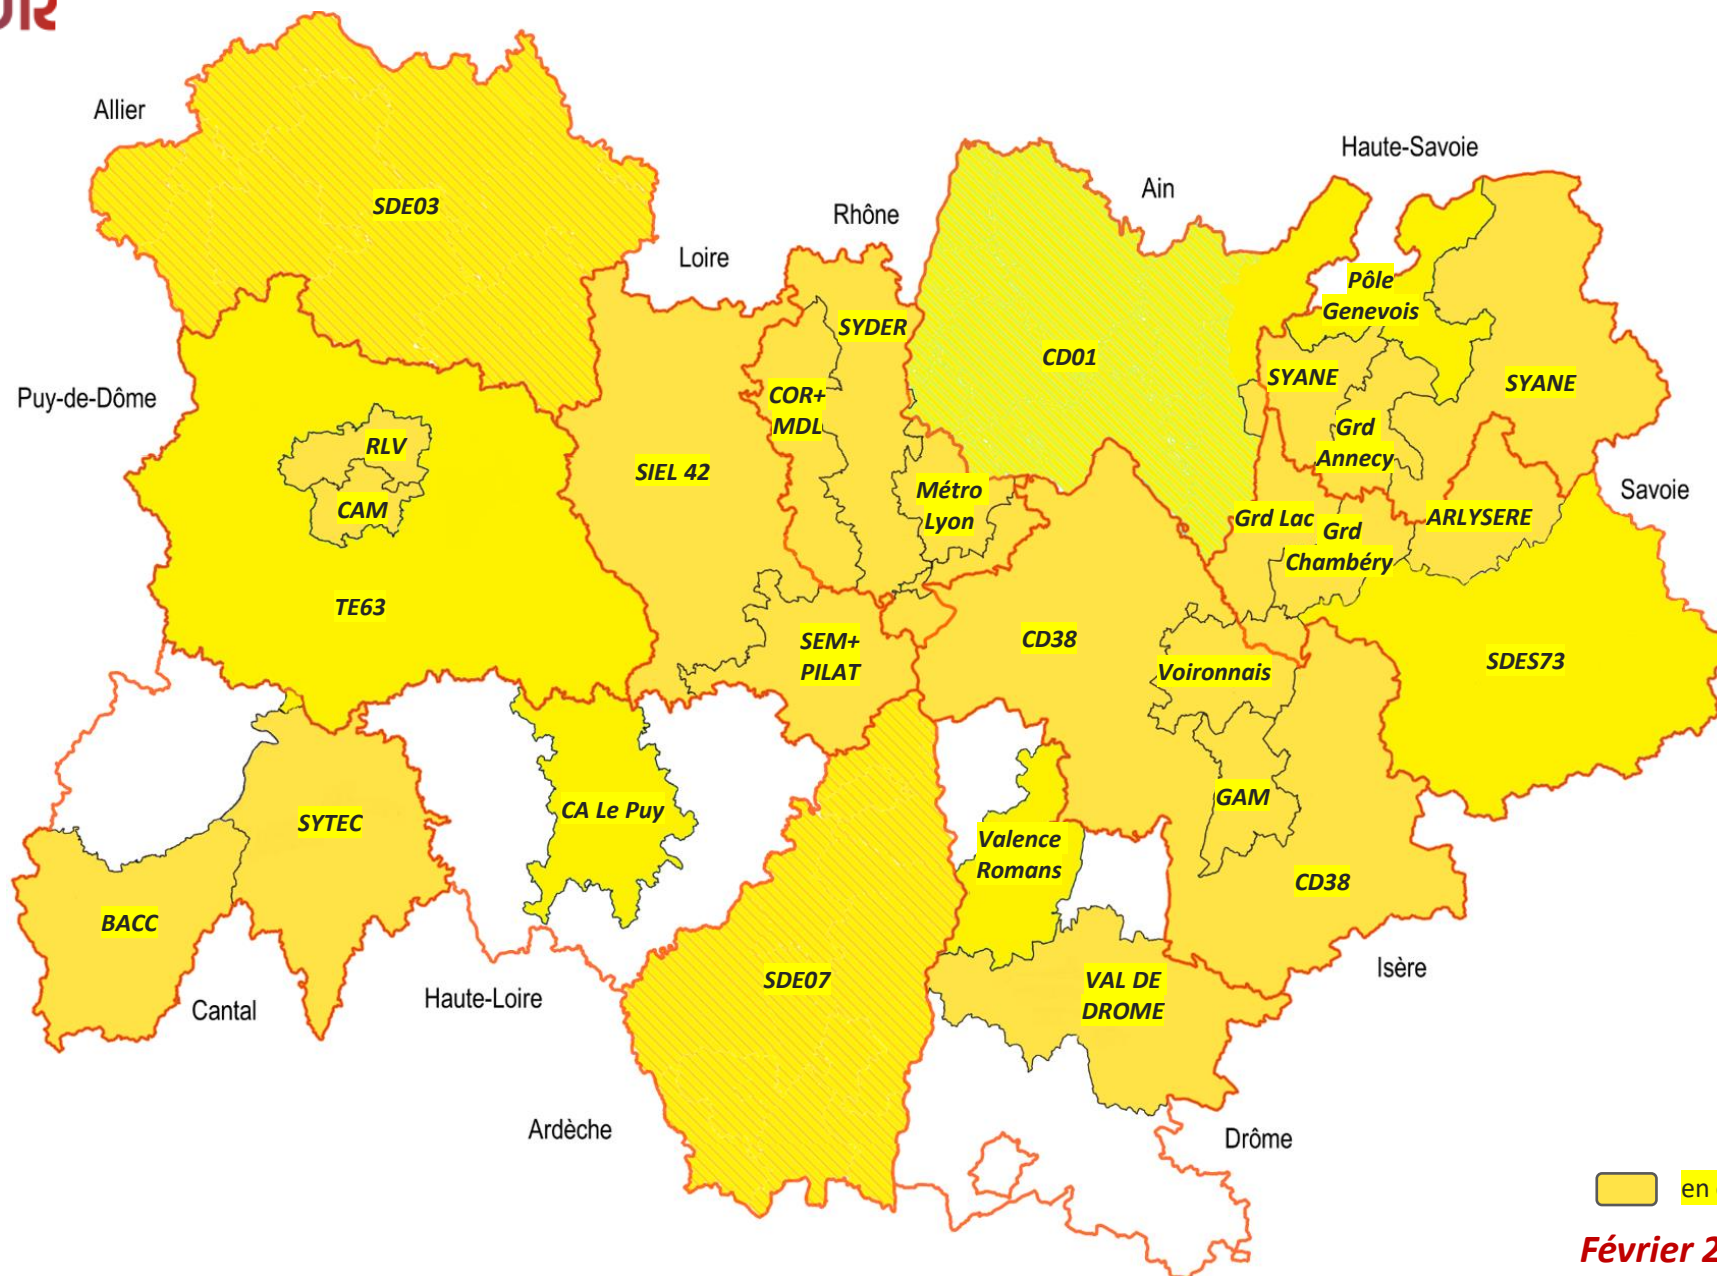 Allier
Haute-Savoie
Ain
SDE03
Rhône
Loire
Pôle
Genevois
SYDER
CD01
SYANE
SYANE
Puy-de-Dôme
COR+
MDL
Grd
Annecy
RLV
SIEL 42
Métro
Lyon
Savoie
CAM
Grd Lac
ARLYSERE
Grd
Chambéry
TE63
SEM+
PILAT
CD38
Voironnais
SDES73
GAM
CA Le Puy
SYTEC
Valence
Romans
CD38
BACC
Isère
SDE07
VAL DE
DROME
Haute-Loire
Cantal
Ardèche
Drôme
en
Février 2